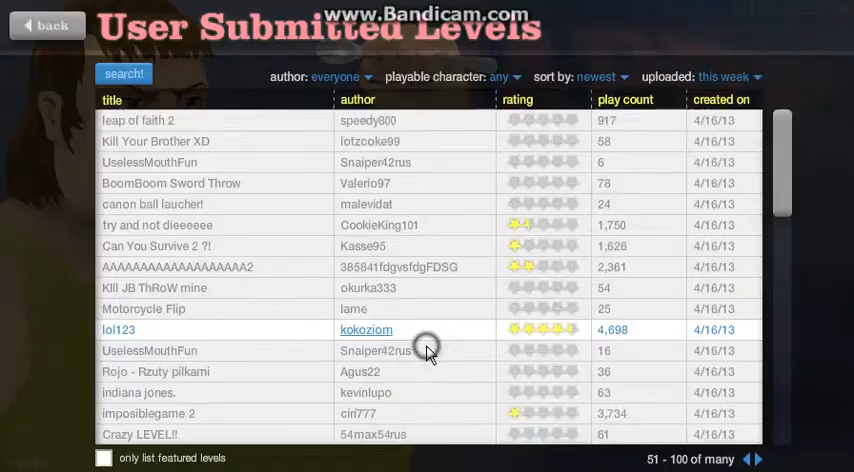 www.Bandicam.com
back
User Submitted Levels
search!
author: everyone playable character: any sort by: newest uploaded: this week
title author rating play count created on
leap of faith 2 speedy800 917 4/16/13
Kill Your Brother XD lotzcoke99 58 4/16/13
UselessMouthFun Snaiper42rus 6 4/16/13
BoomBoom Sword Throw Valerio97 78 4/16/13
canon ball laucher! malevidat 24 4/16/13
try and not dieeeeee CookieKing101 1,750 4/16/13
Can You Survive 2 ?! Kasse95 1,626 4/16/13
AAAAAAAAAAAAAAAAAAA2 385841fdgvsfdgFDSG 2,361 4/16/13
KIll JB ThRoW mine okurka333 54 4/16/13
Motorcycle Flip lame 25 4/16/13
lol123 kokoziom 4,698 4/16/13
UselessMouthFun Snaiper42rus 16 4/16/13
Rojo - Rzuty pilkami Agus22 36 4/16/13
indiana jones. kevinlupo 63 4/16/13
imposiblegame 2 ciri777 3,734 4/16/13
Crazy LEVEL!! 54max54rus 61 4/16/13
only list featured levels 51 - 100 of many